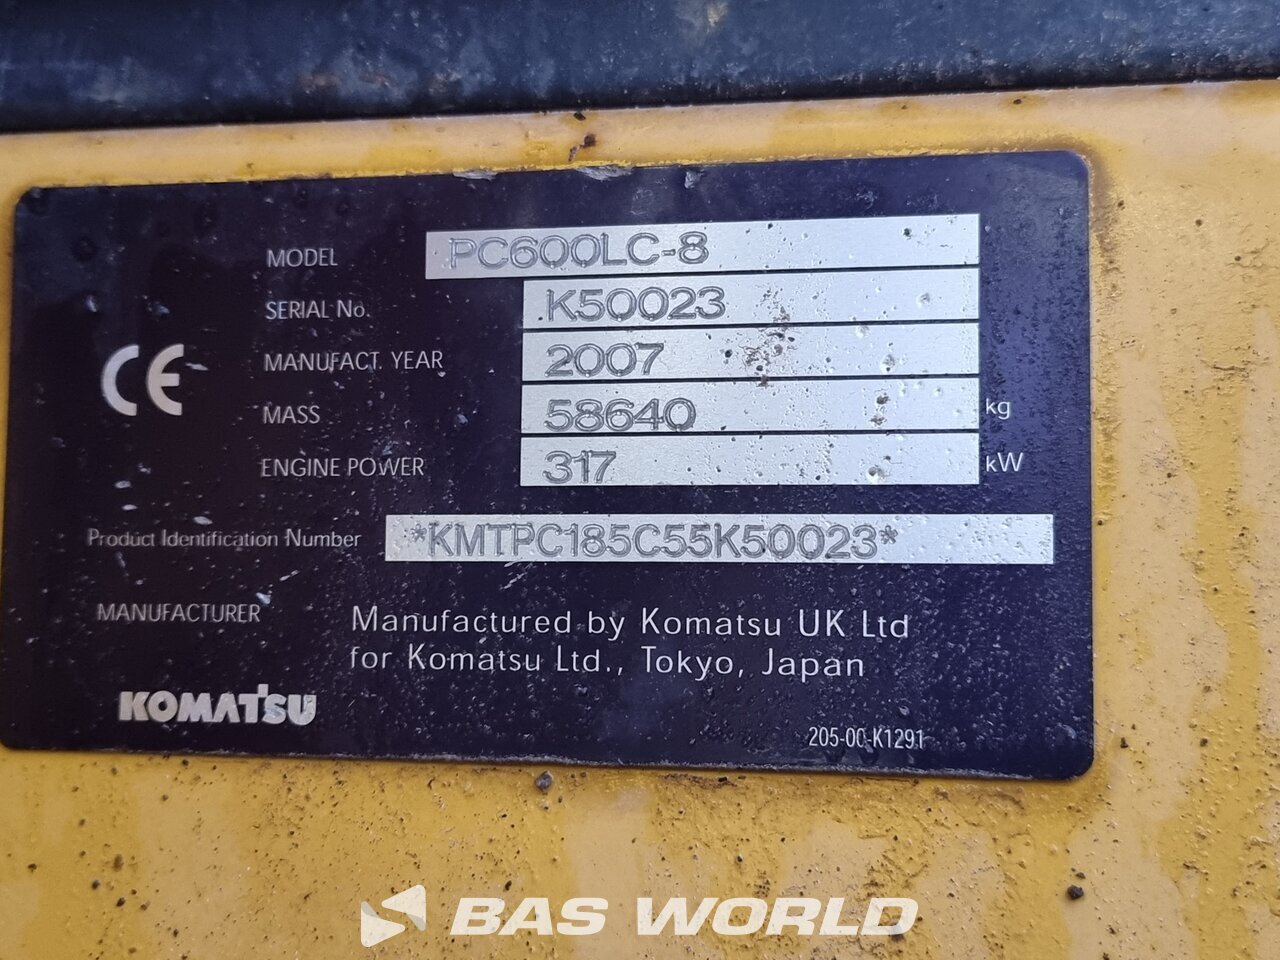 MODEL PC600LC-8
SERIAL No. K50023
MANUFACT. YEAR 2007
MASS 58640 kg
ENGINE POWER 317 kW
CE
Product Identification Number *KMTPC185C55K50023*
MANUFACTURER Manufactured by Komatsu UK Ltd
for Komatsu Ltd., Tokyo, Japan
KOMATSU
205-00-K1291
BAS WORLD